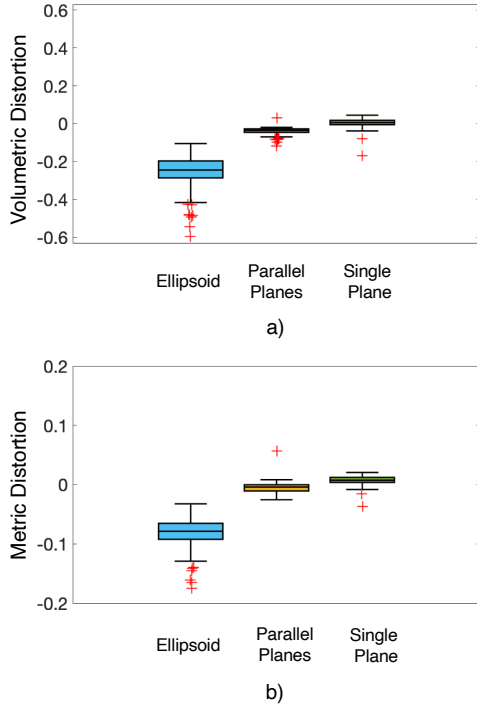 0.6
0.4
0.2
0
-0.2
-0.4
-0.6
Volumetric Distortion
Ellipsoid
Parallel
Planes
Single
Plane
a)
0.2
0.1
0
-0.1
-0.2
Metric Distortion
Ellipsoid
Parallel
Planes
Single
Plane
b)